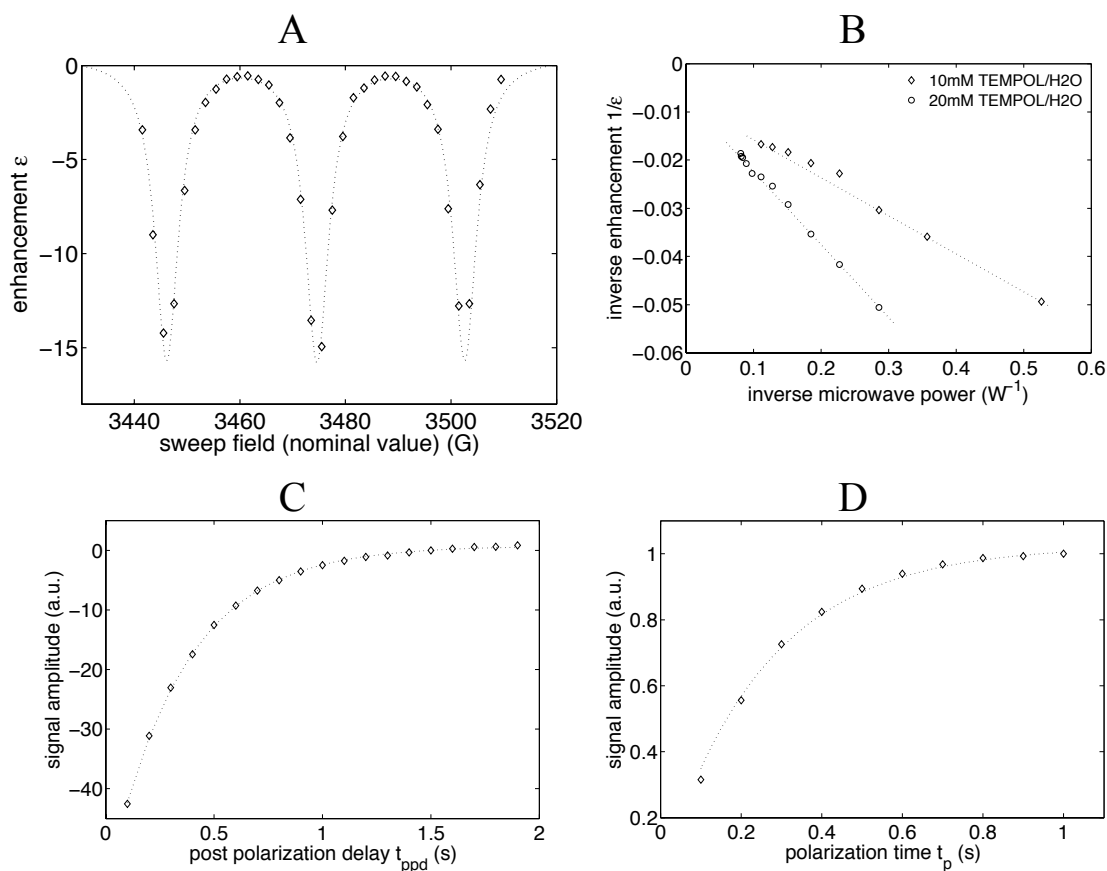 A
0
−5
−10
−15
enhancement ε
3440 3460 3480 3500 3520
sweep field (nominal value) (G)
B
0
−0.01
−0.02
−0.03
−0.04
−0.05
−0.06
inverse enhancement 1/ε
10mM TEMPOL/H2O
20mM TEMPOL/H2O
0 0.1 0.2 0.3 0.4 0.5 0.6
inverse microwave power (W⁻¹)
C
0
−10
−20
−30
−40
signal amplitude (a.u.)
0 0.5 1 1.5 2
post polarization delay t_ppd (s)
D
1
0.8
0.6
0.4
0.2
signal amplitude (a.u.)
0 0.2 0.4 0.6 0.8 1
polarization time t_p (s)